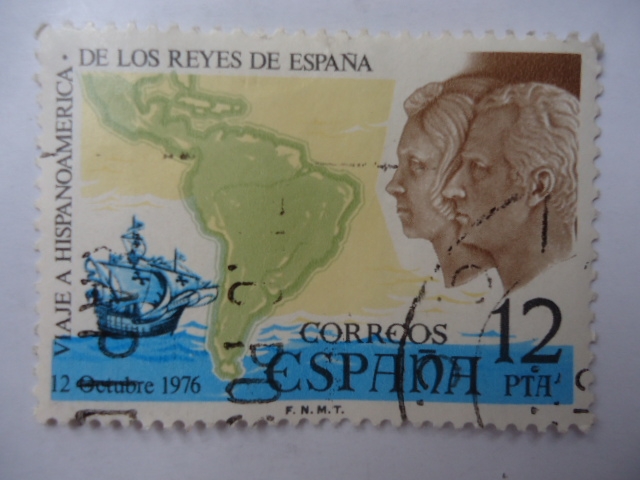 VIAJE A HISPANOAMERICA · DE LOS REYES DE ESPAÑA
CORREOS
12
ESPAÑA
PTA
12 Octubre 1976
F.N.M.T.